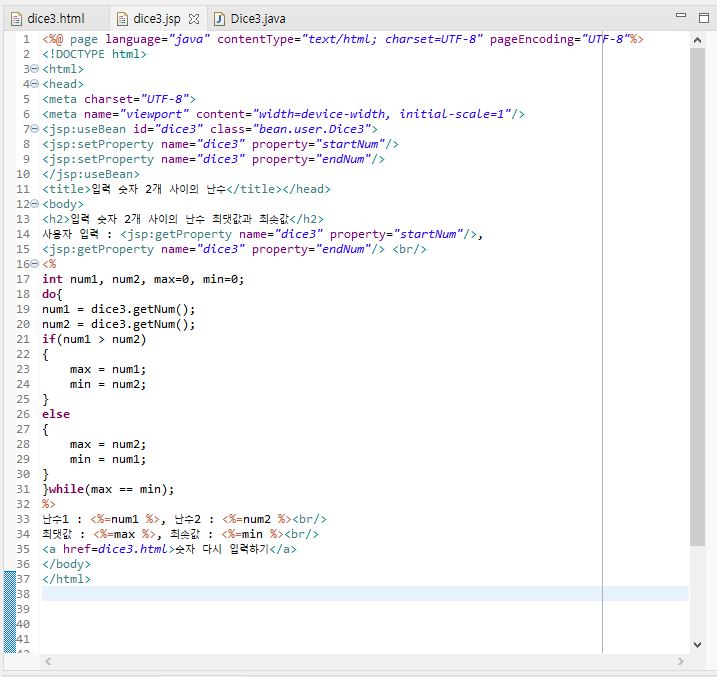 dice3.html dice3.jsp Dice3.java
1 <%@ page language="java" contentType="text/html; charset=UTF-8" pageEncoding="UTF-8"%>
2 <!DOCTYPE html>
3 <html>
4 <head>
5 <meta charset="UTF-8">
6 <meta name="viewport" content="width=device-width, initial-scale=1"/>
7 <jsp:useBean id="dice3" class="bean.user.Dice3">
8 <jsp:setProperty name="dice3" property="startNum"/>
9 <jsp:setProperty name="dice3" property="endNum"/>
10 </jsp:useBean>
11 <title>입력 숫자 2개 사이의 난수</title></head>
12 <body>
13 <h2>입력 숫자 2개 사이의 난수 최댓값과 최솟값</h2>
14 사용자 입력 : <jsp:getProperty name="dice3" property="startNum"/>,
15 <jsp:getProperty name="dice3" property="endNum"/> <br/>
16 <%
17 int num1, num2, max=0, min=0;
18 do{
19 num1 = dice3.getNum();
20 num2 = dice3.getNum();
21 if(num1 > num2)
22 {
23     max = num1;
24     min = num2;
25 }
26 else
27 {
28     max = num2;
29     min = num1;
30 }
31 }while(max == min);
32 %>
33 난수1 : <%=num1 %>, 난수2 : <%=num2 %><br/>
34 최댓값 : <%=max %>, 최솟값 : <%=min %><br/>
35 <a href=dice3.html>숫자 다시 입력하기</a>
36 </body>
37 </html>
38
39
40
41